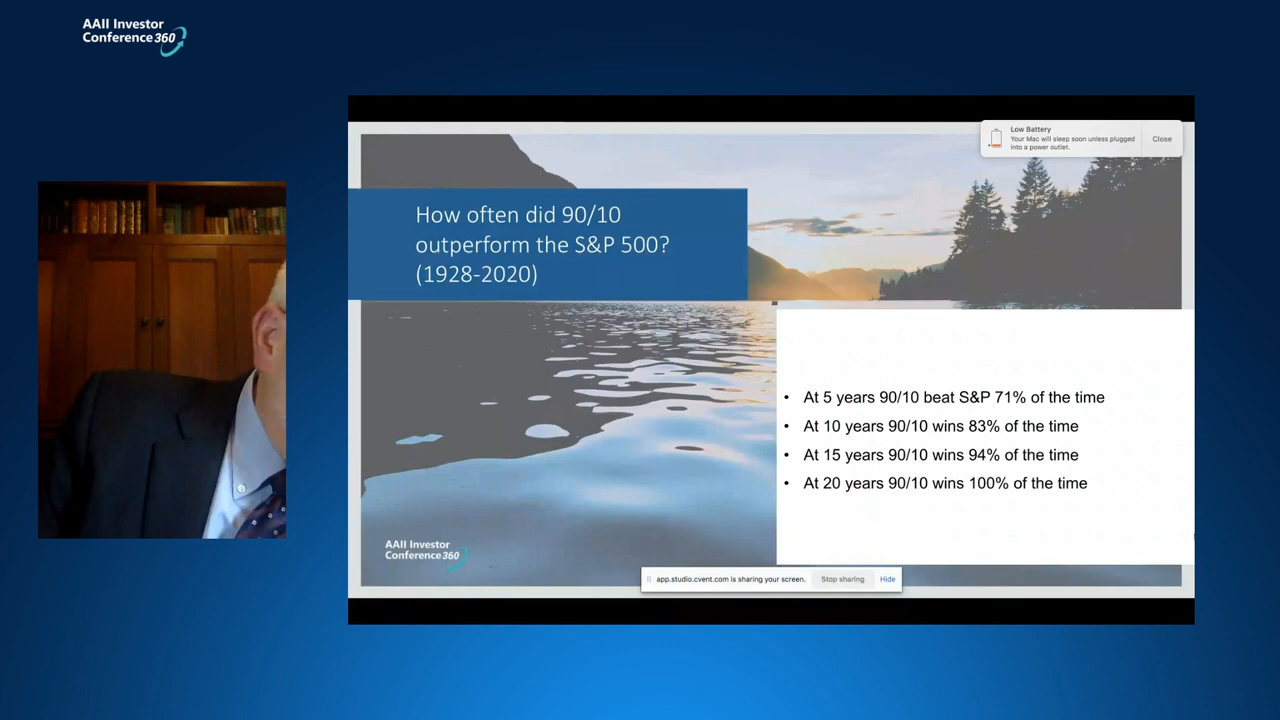 AAII Investor
Conference 360
Low Battery
Your Mac will sleep soon unless plugged
into a power outlet.
Close
How often did 90/10
outperform the S&P 500?
(1928-2020)
• At 5 years 90/10 beat S&P 71% of the time
• At 10 years 90/10 wins 83% of the time
• At 15 years 90/10 wins 94% of the time
• At 20 years 90/10 wins 100% of the time
AAII Investor
Conference 360
app.studio.cvent.com is sharing your screen.
Stop sharing
Hide